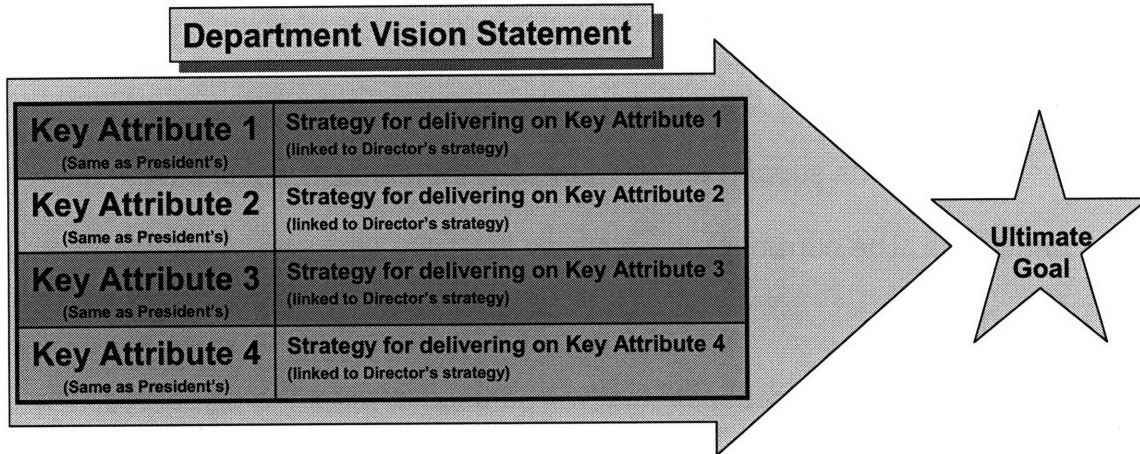 Department Vision Statement
Key Attribute 1
(Same as President's)
Strategy for delivering on Key Attribute 1
(linked to Director's strategy)
Key Attribute 2
(Same as President's)
Strategy for delivering on Key Attribute 2
(linked to Director's strategy)
Key Attribute 3
(Same as President's)
Strategy for delivering on Key Attribute 3
(linked to Director's strategy)
Key Attribute 4
(Same as President's)
Strategy for delivering on Key Attribute 4
(linked to Director's strategy)
Ultimate
Goal